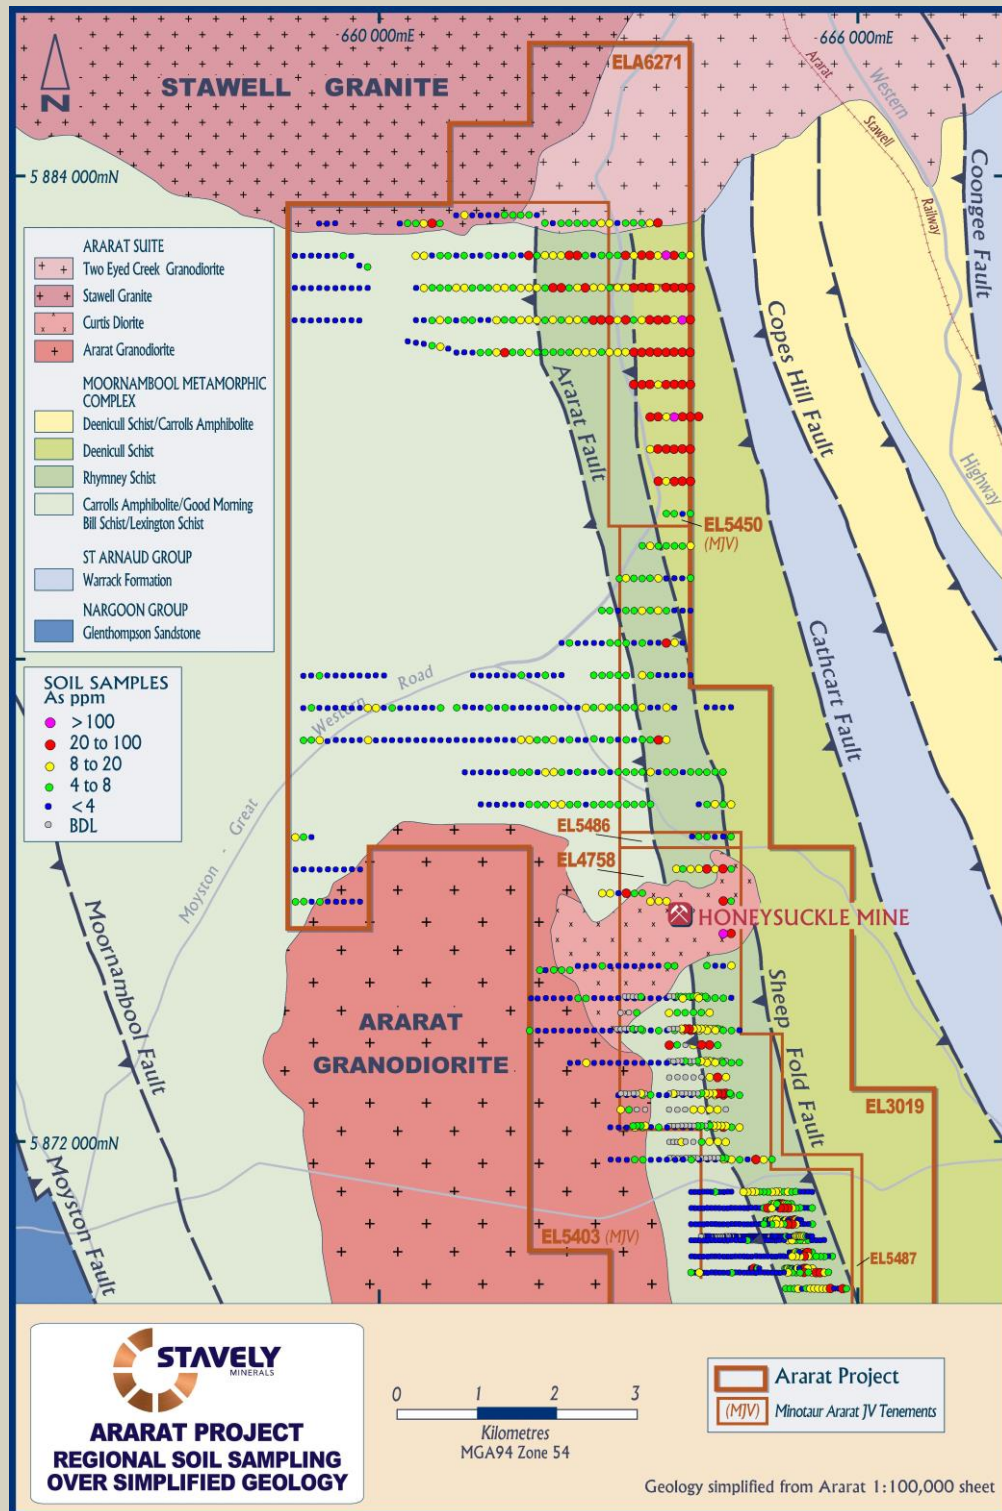 660 000mE
666 000mE
ELA6271
STAWELL GRANITE
N
Ararat
Stawell
Railway
Western
Highway
5 884 000mN
Coongee Fault
ARARAT SUITE
Two Eyed Creek Granodiorite
Stawell Granite
Curtis Diorite
Ararat Granodiorite
MOORNAMBOOL METAMORPHIC
COMPLEX
Deenicull Schist/Carrolls Amphibolite
Deenicull Schist
Rhymney Schist
Carrolls Amphibolite/Good Morning
Bill Schist/Lexington Schist
ST ARNAUD GROUP
Warrack Formation
NARGOON GROUP
Glenthompson Sandstone
Copes Hill Fault
Ararat Fault
EL5450
(MJV)
Cathcart Fault
SOIL SAMPLES
As ppm
>100
20 to 100
8 to 20
4 to 8
<4
BDL
Moyston - Great Western Road
EL5486
EL4758
HONEYSUCKLE MINE
Moornambool Fault
Sheep Fold Fault
ARARAT
GRANODIORITE
EL3019
5 872 000mN
Moyston Fault
EL5403 (MJV)
EL5487
STAVELY
MINERALS
ARARAT PROJECT
REGIONAL SOIL SAMPLING
OVER SIMPLIFIED GEOLOGY
0 1 2 3
Kilometres
MGA94 Zone 54
Ararat Project
(MJV) Minotaur Ararat JV Tenements
Geology simplified from Ararat 1:100,000 sheet